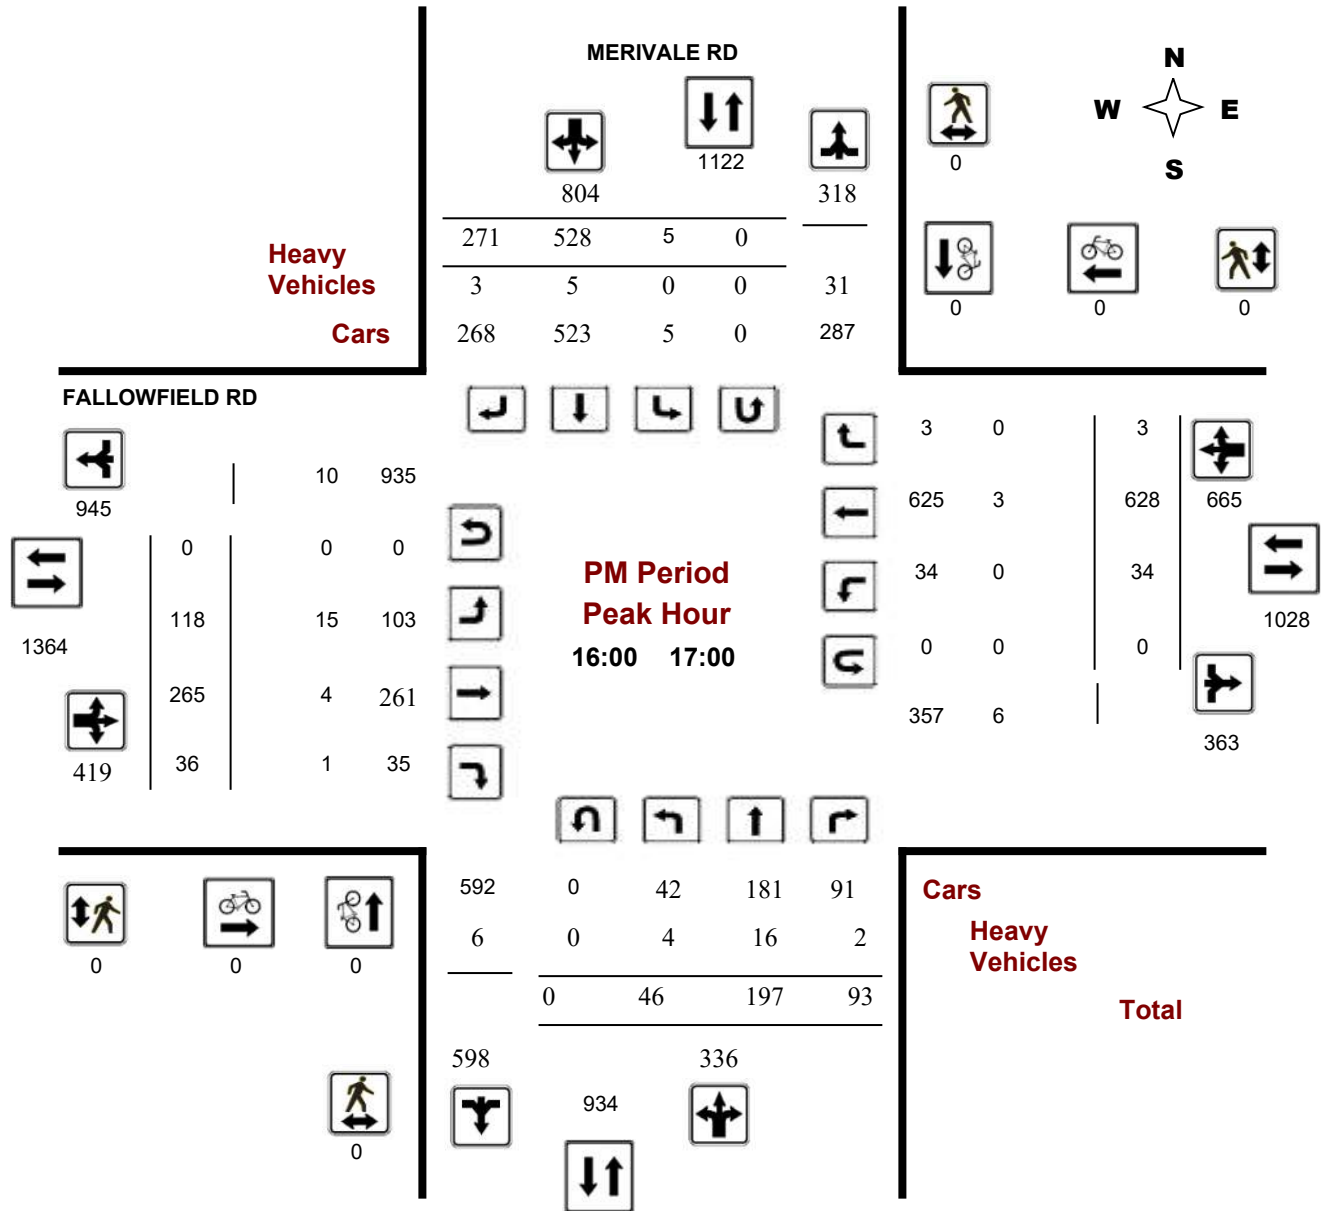 MERIVALE RD
N
W E
S
1122
0
804 318
271 528 5 0
Heavy
Vehicles
3 5 0 0 31
Cars
268 523 5 0 287
0 0 0
FALLOWFIELD RD
3 0 3
10 935
945
625 3 628 665
0 0 0
PM Period
34 0 34
Peak Hour
118 15 103
1028
1364
16:00 17:00
0 0 0
265 4 261
357 6
363
419 36 1 35
592 0 42 181 91
Cars
6 0 4 16 2
Heavy
Vehicles
0 0 0
0 46 197 93
Total
598 336
934
0